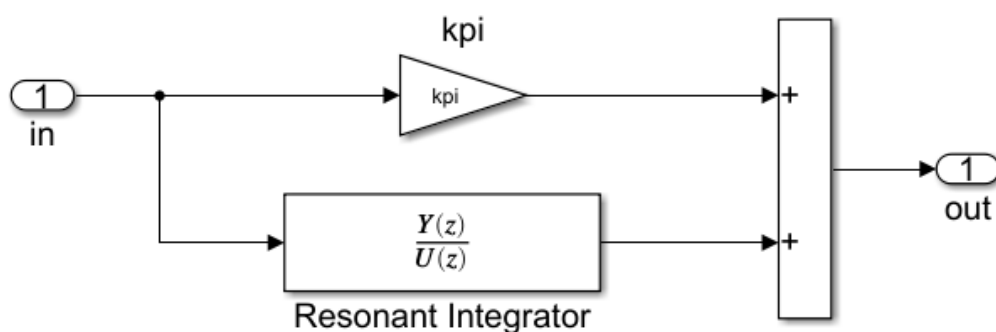 kpi
1
kpi
+
in
1
out
Y(z)
U(z)
+
Resonant Integrator